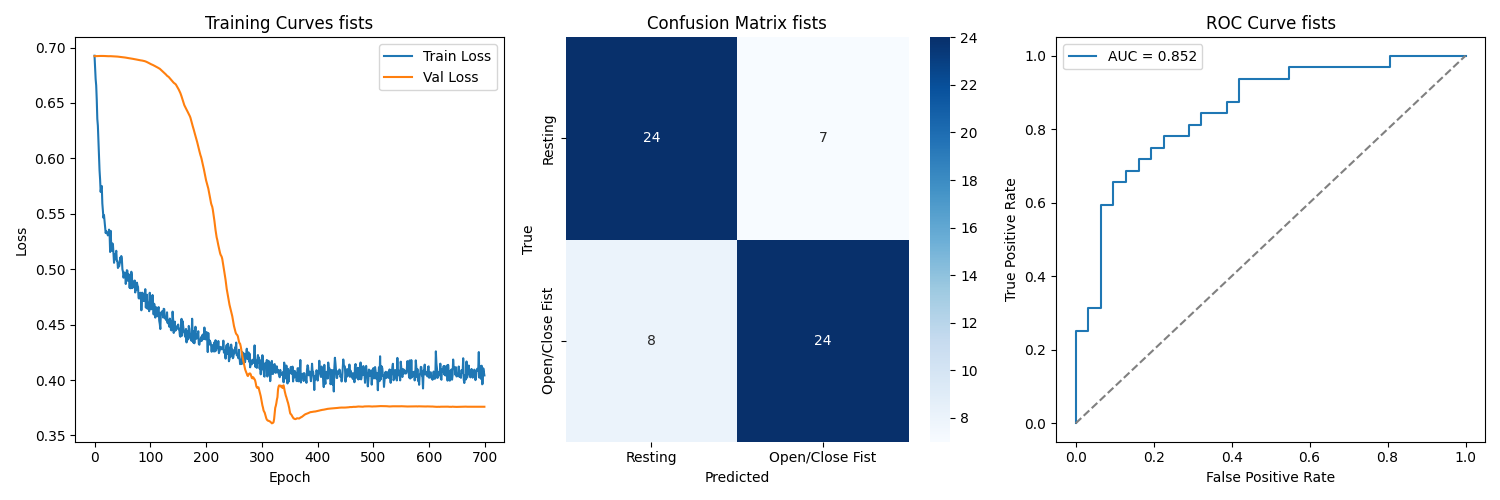 Training Curves fists
0.70
0.65
0.60
0.55
0.50
0.45
0.40
0.35
Loss
0 100 200 300 400 500 600 700
Epoch
Train Loss
Val Loss
Confusion Matrix fists
True
Resting
Open/Close Fist
24 7
8 24
Resting Open/Close Fist
Predicted
24
22
20
18
16
14
12
10
8
ROC Curve fists
AUC = 0.852
True Positive Rate
1.0
0.8
0.6
0.4
0.2
0.0
0.0 0.2 0.4 0.6 0.8 1.0
False Positive Rate